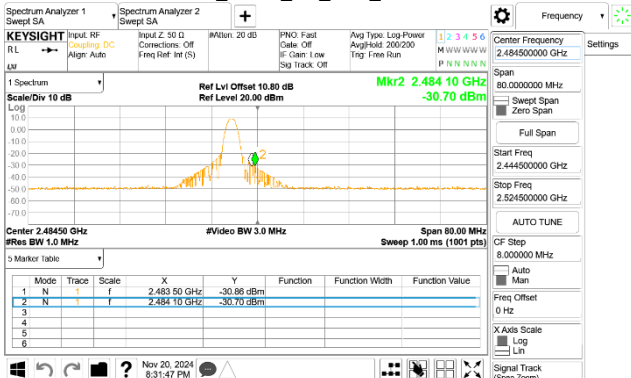 Spectrum Analyzer 1
Swept SA
Spectrum Analyzer 2
Swept SA
+
Frequency
KEYSIGHT
RL
Input: RF
Coupling: DC
Align: Auto
Input Z: 50 Ω
Corrections: Off
Freq Ref: Int (S)
#Atten: 20 dB
PNO: Fast
Gate: Off
IF Gain: Low
Sig Track: Off
Avg Type: Log-Power
Avg|Hold: 200/200
Trig: Free Run
1 2 3 4 5 6
M W W W W W
P N N N N N
1 Spectrum
Scale/Div 10 dB
Ref Lvl Offset 10.80 dB
Ref Level 20.00 dBm
Mkr2 2.484 10 GHz
-30.70 dBm
Log
10.0
0.00
-10.0
-20.0
-30.0
-40.0
-50.0
-60.0
-70.0
2
Center 2.48450 GHz
#Res BW 1.0 MHz
#Video BW 3.0 MHz
Span 80.00 MHz
Sweep 1.00 ms (1001 pts)
5 Marker Table
Mode Trace Scale X Y Function Function Width Function Value
1 N 1 f 2.483 50 GHz -30.86 dBm
2 N 1 f 2.484 10 GHz -30.70 dBm
3
4
5
6
?
Nov 20, 2024
8:31:47 PM
Center Frequency
2.484500000 GHz
Settings
Span
80.0000000 MHz
Swept Span
Zero Span
Full Span
Start Freq
2.444500000 GHz
Stop Freq
2.524500000 GHz
AUTO TUNE
CF Step
8.000000 MHz
Auto
Man
Freq Offset
0 Hz
X Axis Scale
Log
Lin
Signal Track
(Span Zoom)